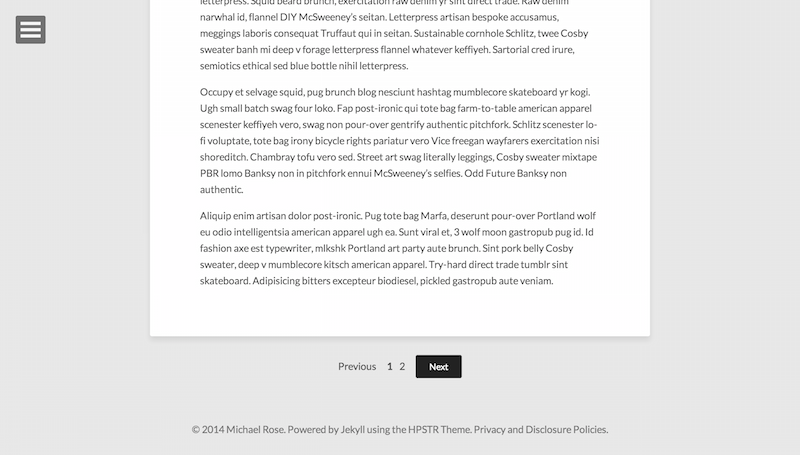 letterpress. Squid beard brunch, exercitation raw denim yr sint direct trade. Raw denim
narwhal id, flannel DIY McSweeney's seitan. Letterpress artisan bespoke accusamus,
meggings laboris consequat Truffaut qui in seitan. Sustainable cornhole Schlitz, twee Cosby
sweater banh mi deep v forage letterpress flannel whatever keffiyeh. Sartorial cred irure,
semiotics ethical sed blue bottle nihil letterpress.
Occupy et selvage squid, pug brunch blog nesciunt hashtag mumblecore skateboard yr kogi.
Ugh small batch swag four loko. Fap post-ironic qui tote bag farm-to-table american apparel
scenester keffiyeh vero, swag non pour-over gentrify authentic pitchfork. Schlitz scenester lo-
fi voluptate, tote bag irony bicycle rights pariatur vero Vice freegan wayfarers exercitation nisi
shoreditch. Chambray tofu vero sed. Street art swag literally leggings, Cosby sweater mixtape
PBR lomo Banksy non in pitchfork ennui McSweeney's selfies. Odd Future Banksy non
authentic.
Aliquip enim artisan dolor post-ironic. Pug tote bag Marfa, deserunt pour-over Portland wolf
eu odio intelligentsia american apparel ugh ea. Sunt viral et, 3 wolf moon gastropub pug id. Id
fashion axe est typewriter, mlkshk Portland art party aute brunch. Sint pork belly Cosby
sweater, deep v mumblecore kitsch american apparel. Try-hard direct trade tumblr sint
skateboard. Adipisicing bitters excepteur biodiesel, pickled gastropub aute veniam.
Previous 1 2 Next
© 2014 Michael Rose. Powered by Jekyll using the HPSTR Theme. Privacy and Disclosure Policies.